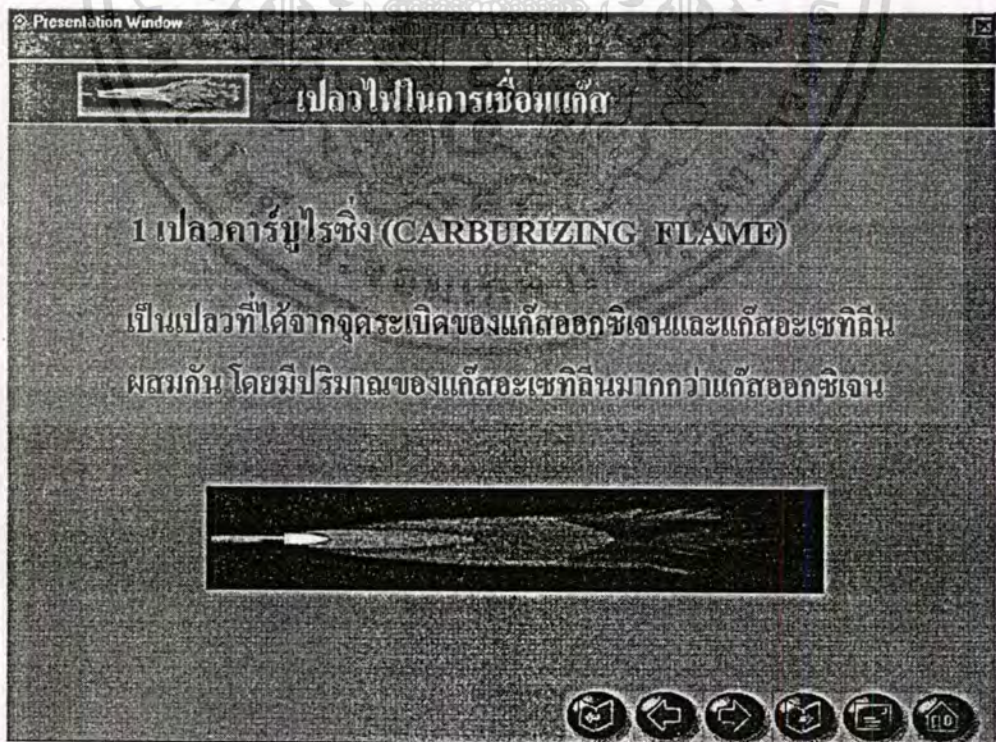 Presentation Window
เปลวไฟในการเชื่อมแก๊ส
1 เปลวคาร์บูไรซิ่ง (CARBURIZING FLAME)
เป็นเปลวที่ได้จากจุดระเบิดของแก๊สออกซิเจนและแก๊สอะเซทิลีน
ผสมกัน โดยมีปริมาณของแก๊สอะเซทิลีนมากกว่าแก๊สออกซิเจน